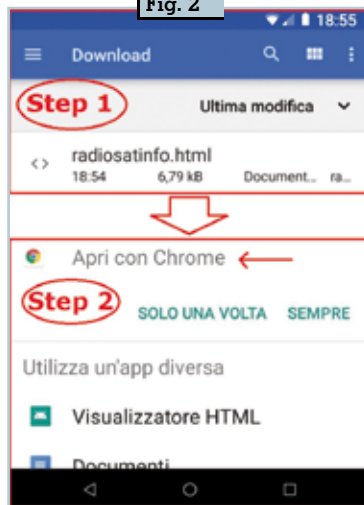 Fig. 2
18:55
Download
Step 1
Ultima modifica
radiosatinfo.html
18:54 6,79 kB Document... ra...
Apri con Chrome
Step 2
SOLO UNA VOLTA SEMPRE
Utilizza un'app diversa
Visualizzatore HTML
Documenti